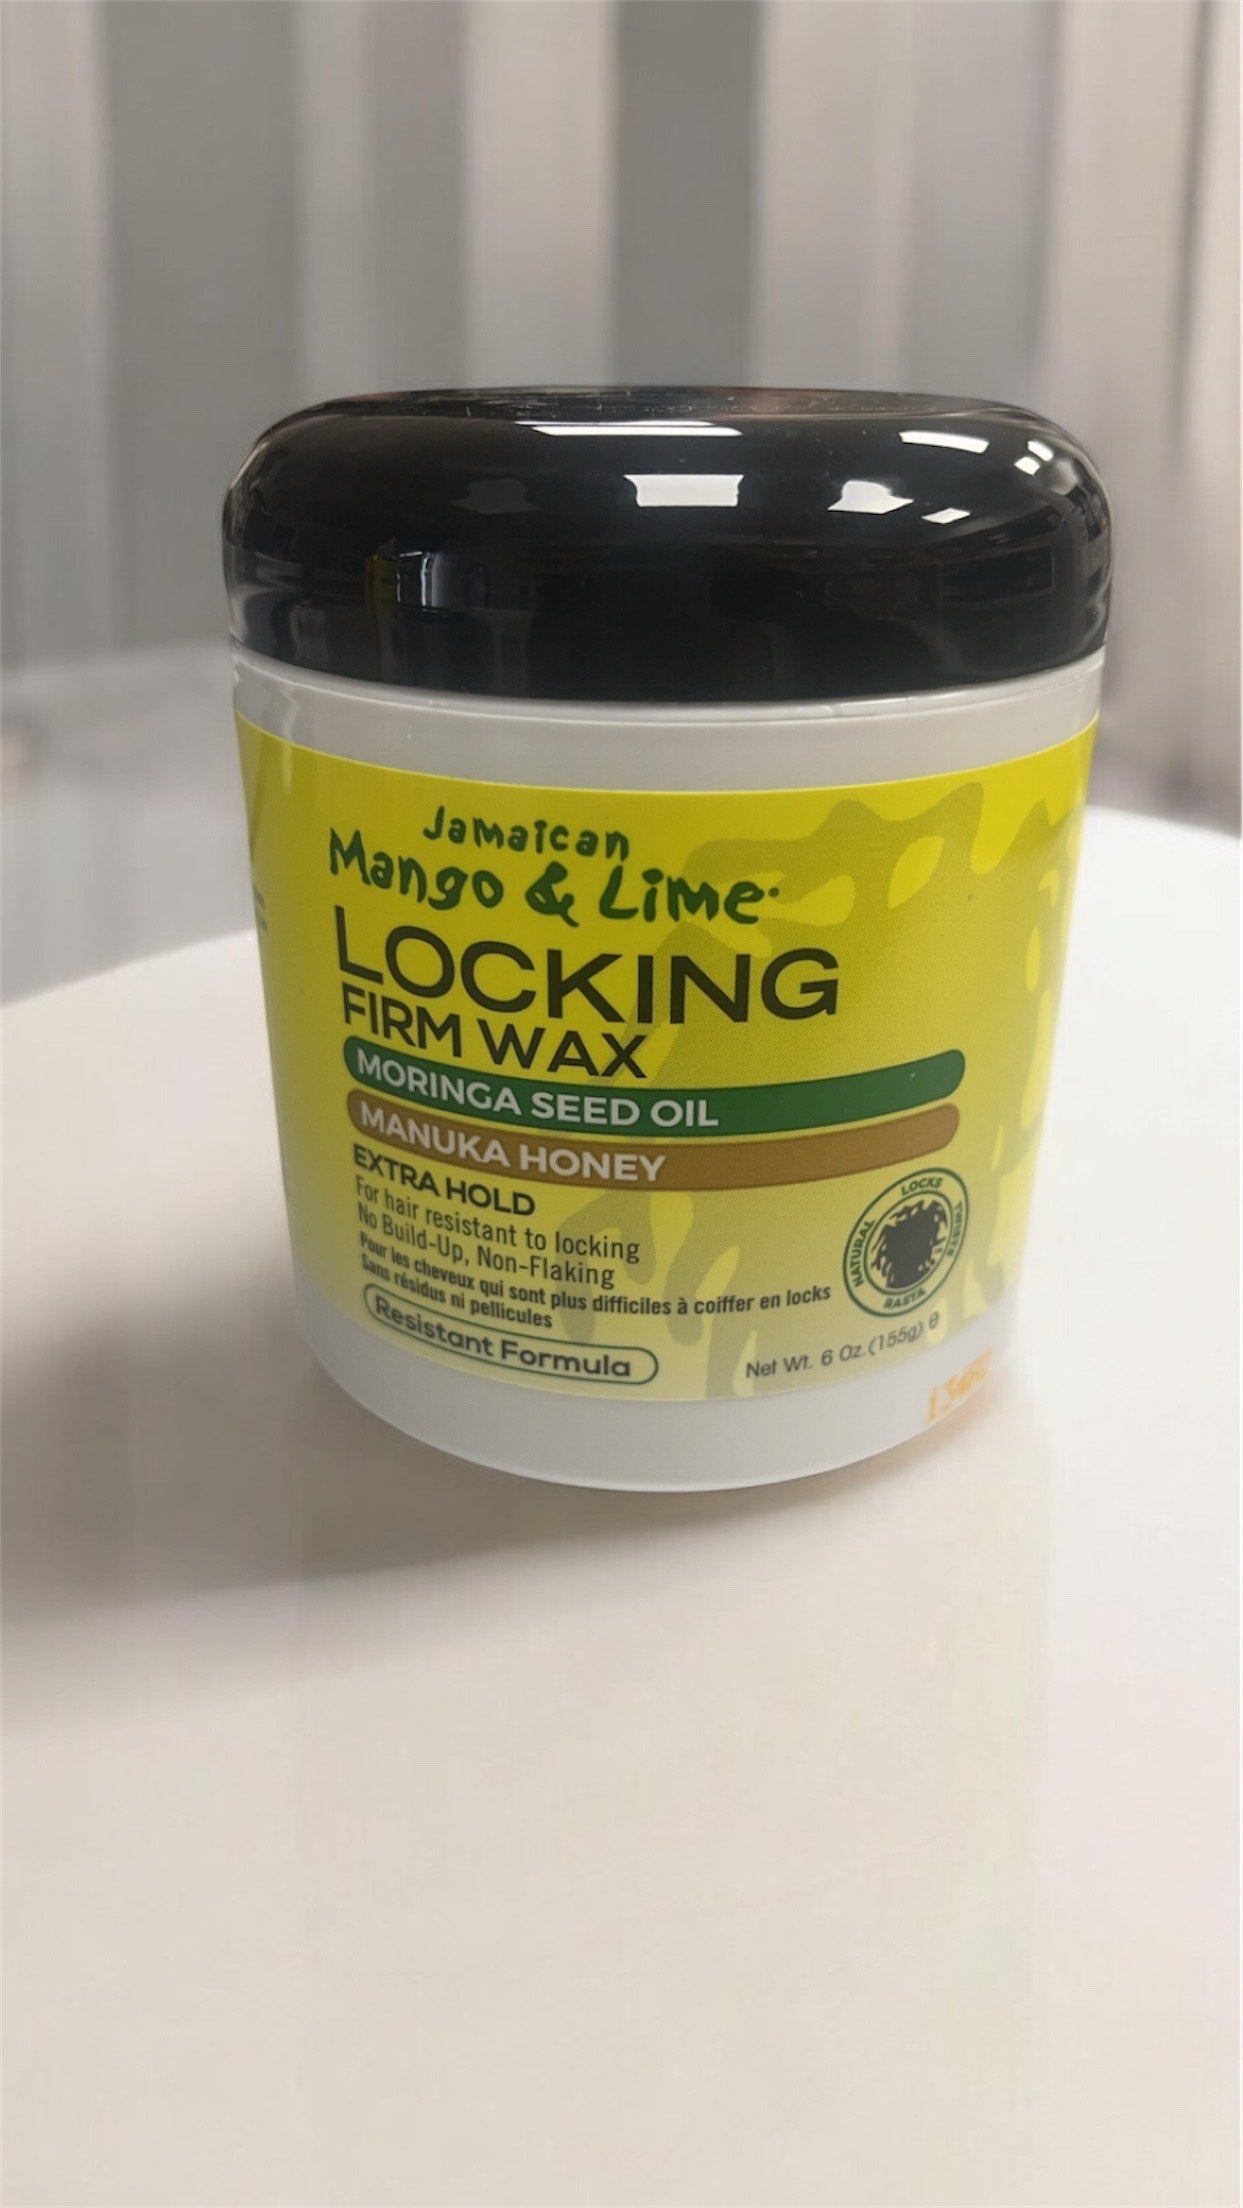 Jamaican
Mango & Lime
LOCKING
FIRM WAX
MORINGA SEED OIL
MANUKA HONEY
EXTRA HOLD
For hair resistant to locking
No Build-Up, Non-Flaking
Pour les cheveux qui sont plus difficiles à coiffer en locks
Sans résidus ni pellicules
Resistant Formula
NATURAL LOCKS TWISTS RASTA
Net Wt. 6 Oz.(155g) e